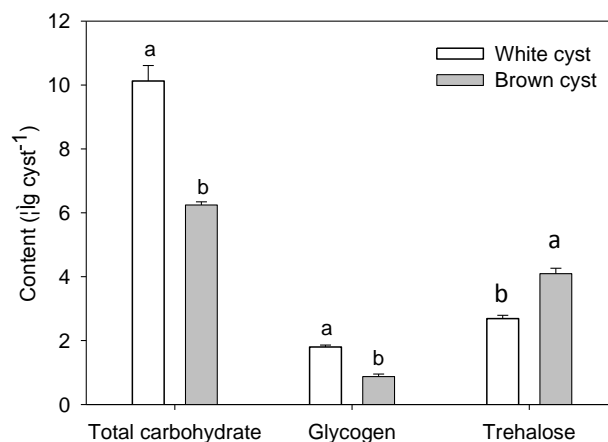 12
10
8
6
4
2
0
Content (¡ìg cyst-1)
White cyst
Brown cyst
a
b
a
b
b
a
Total carbohydrate
Glycogen
Trehalose